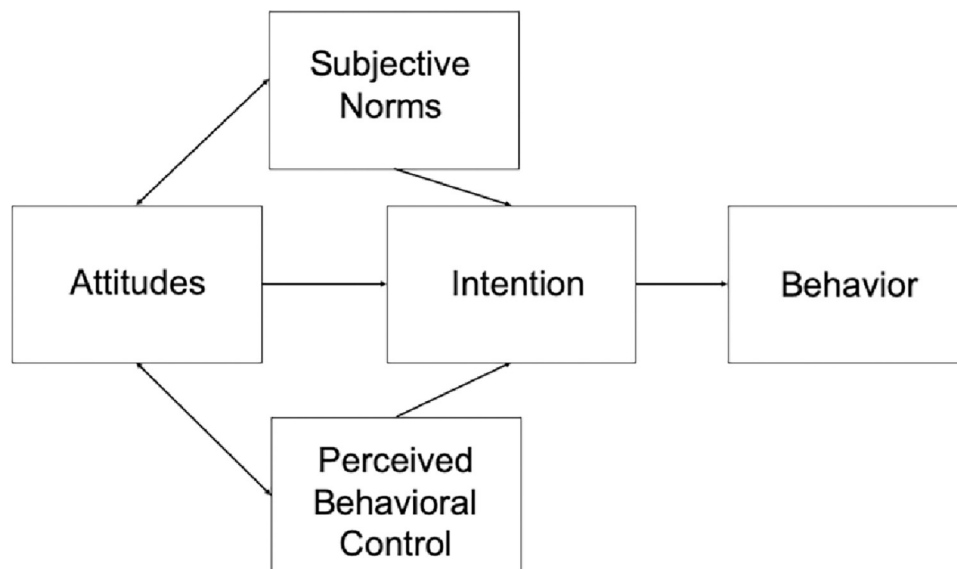 Subjective
Norms
Attitudes
Intention
Behavior
Perceived
Behavioral
Control